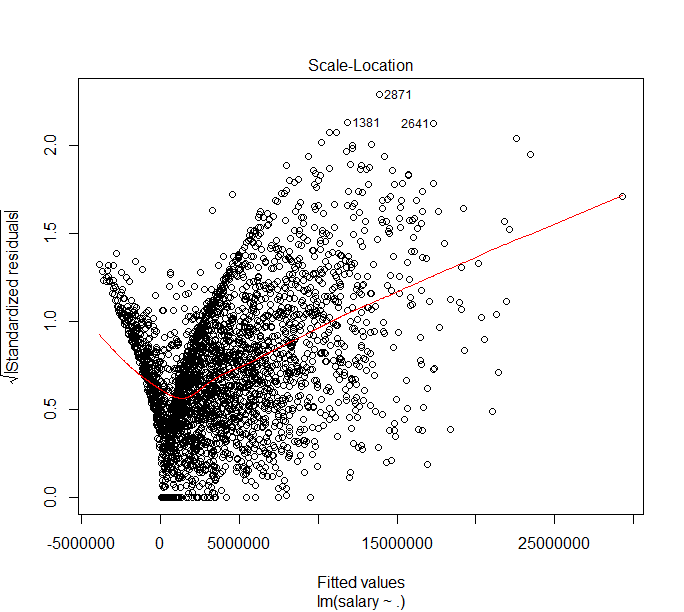 Scale-Location
2871
1381
2641
√|Standardized residuals|
2.0
1.5
1.0
0.5
0.0
-5000000 0 5000000 15000000 25000000
Fitted values
lm(salary ~ .)